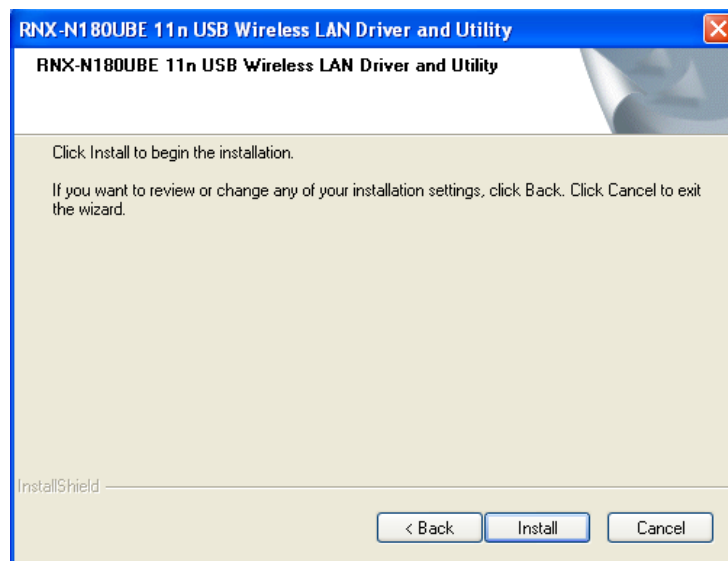 RNX-N180UBE 11n USB Wireless LAN Driver and Utility
RNX-N180UBE 11n USB Wireless LAN Driver and Utility
Click Install to begin the installation.
If you want to review or change any of your installation settings, click Back. Click Cancel to exit
the wizard.
InstallShield
< Back
Install
Cancel